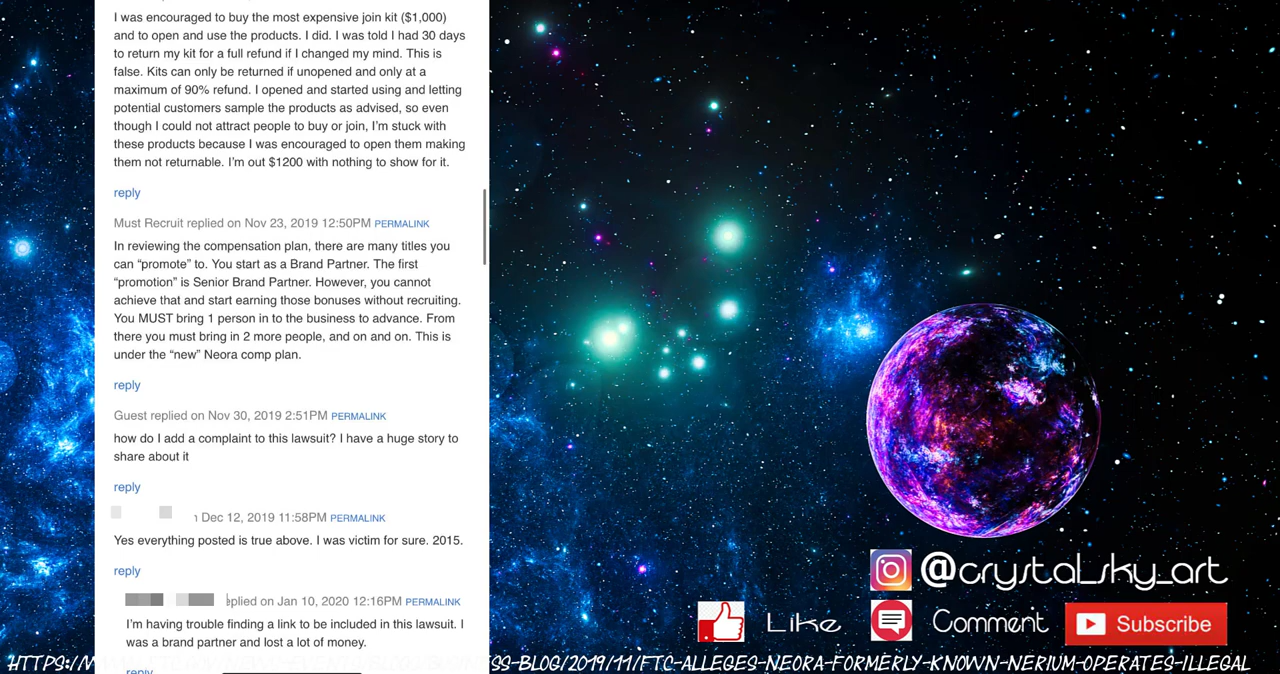 I was encouraged to buy the most expensive join kit ($1,000)
and to open and use the products. I did. I was told I had 30 days
to return my kit for a full refund if I changed my mind. This is
false. Kits can only be returned if unopened and only at a
maximum of 90% refund. I opened and started using and letting
potential customers sample the products as advised, so even
though I could not attract people to buy or join, I'm stuck with
these products because I was encouraged to open them making
them not returnable. I'm out $1200 with nothing to show for it.
reply
Must Recruit replied on Nov 23, 2019 12:50PM PERMALINK
In reviewing the compensation plan, there are many titles you
can “promote” to. You start as a Brand Partner. The first
“promotion” is Senior Brand Partner. However, you cannot
achieve that and start earning those bonuses without recruiting.
You MUST bring 1 person in to the business to advance. From
there you must bring in 2 more people, and on and on. This is
under the “new” Neora comp plan.
reply
Guest replied on Nov 30, 2019 2:51PM PERMALINK
how do I add a complaint to this lawsuit? I have a huge story to
share about it
reply
Dec 12, 2019 11:58PM PERMALINK
Yes everything posted is true above. I was victim for sure. 2015.
reply
eplied on Jan 10, 2020 12:16PM PERMALINK
I'm having trouble finding a link to be included in this lawsuit. I
was a brand partner and lost a lot of money.
reply
@crystal_sky_art
Like
Comment
Subscribe
SS-BLOG/2019/11/FTC-ALLEGES-NEORA-FORMERLY-KNOWN-NERIUM-OPERATES-ILLEGAL